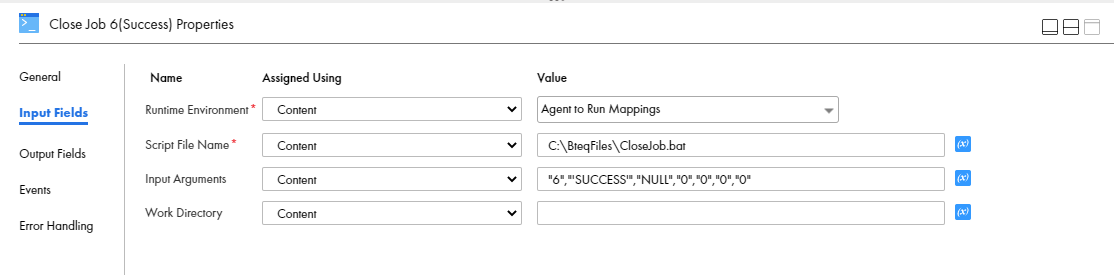 Close Job 6(Success) Properties
General
Input Fields
Output Fields
Events
Error Handling
Name Assigned Using Value
Runtime Environment* Content Agent to Run Mappings
Script File Name* Content C:\BteqFiles\CloseJob.bat (x)
Input Arguments Content "6","'SUCCESS'","NULL","0","0","0","0" (x)
Work Directory Content (x)